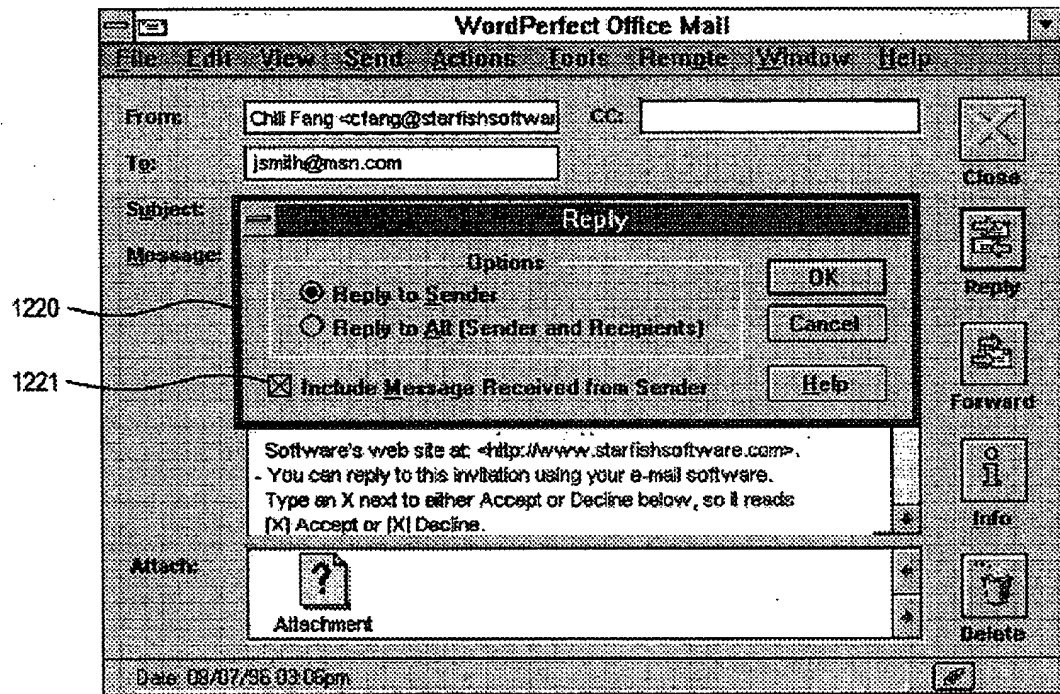 WordPerfect Office Mail
File Edit View Send Actions Tools Remote Window Help
From: Chili Fang <cfang@starfishsoftwar CC:
To: jsmith@msn.com
Close
Subject:
Message:
Reply
Options
Reply to Sender
Reply to All (Sender and Recipients)
Include Message Received from Sender
OK
Cancel
Help
1220
1221
Reply
Forward
Software's web site at: <http://www.starfishsoftware.com>.
- You can reply to this invitation using your e-mail software.
Type an X next to either Accept or Decline below, so it reads
[X] Accept or [X] Decline.
Info
Attach:
Attachment
Delete
Date: 08/07/96 03:06pm